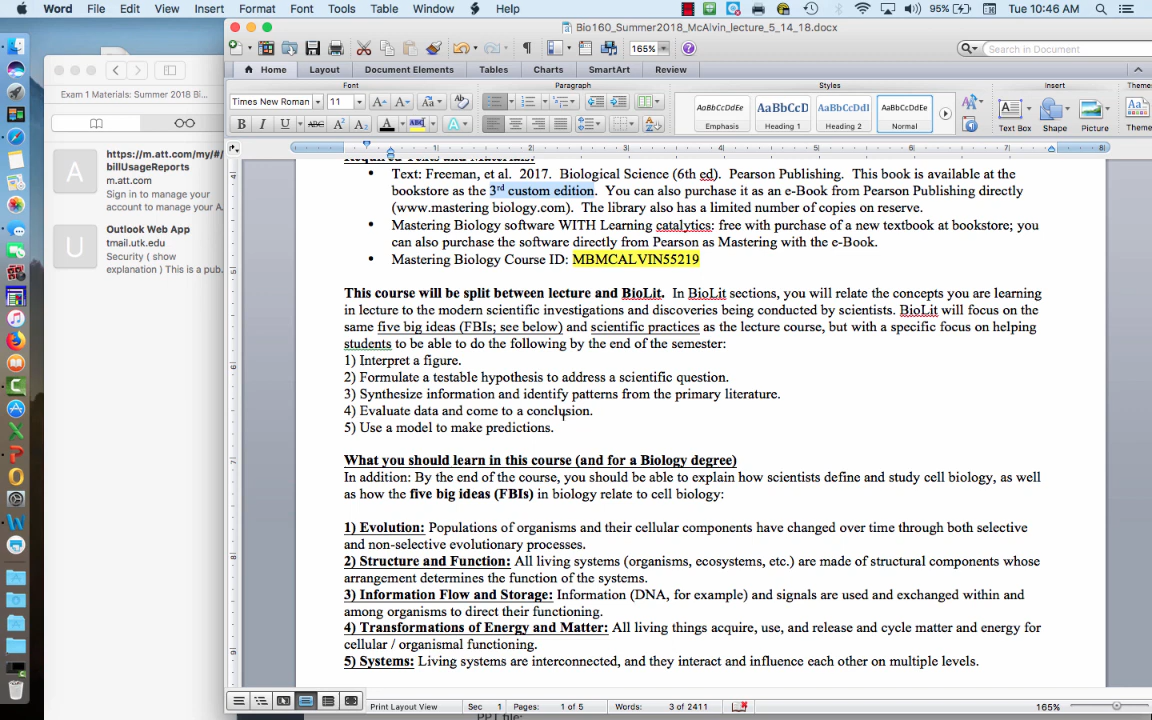 Word File Edit View Insert Format Font Tools Table Window Help
95% Tue 10:46 AM
Bio160_Summer2018_McAlvin_lecture_5_14_18.docx
165%
Search in Document
Home Layout Document Elements Tables Charts SmartArt Review
Font Paragraph Styles Insert Themes
Times New Roman 11
AaBbCcDdEe AaBbCcD AaBbCcDdI AaBbCcDdEe
Emphasis Heading 1 Heading 2 Normal
Text Box Shape Picture Theme
Exam 1 Materials: Summer 2018 Bi...
https://m.att.com/my/#/
billUsageReports
m.att.com
Sign in to manage your
account to manage your A...
Outlook Web App
tmail.utk.edu
Security ( show
explanation ) This is a pub...
Required Texts and Materials:
• Text: Freeman, et al. 2017. Biological Science (6th ed). Pearson Publishing. This book is available at the
bookstore as the 3rd custom edition. You can also purchase it as an e-Book from Pearson Publishing directly
(www.mastering biology.com). The library also has a limited number of copies on reserve.
• Mastering Biology software WITH Learning catalytics: free with purchase of a new textbook at bookstore; you
can also purchase the software directly from Pearson as Mastering with the e-Book.
• Mastering Biology Course ID: MBMCALVIN55219
This course will be split between lecture and BioLit. In BioLit sections, you will relate the concepts you are learning
in lecture to the modern scientific investigations and discoveries being conducted by scientists. BioLit will focus on the
same five big ideas (FBIs; see below) and scientific practices as the lecture course, but with a specific focus on helping
students to be able to do the following by the end of the semester:
1) Interpret a figure.
2) Formulate a testable hypothesis to address a scientific question.
3) Synthesize information and identify patterns from the primary literature.
4) Evaluate data and come to a conclusion.
5) Use a model to make predictions.
What you should learn in this course (and for a Biology degree)
In addition: By the end of the course, you should be able to explain how scientists define and study cell biology, as well
as how the five big ideas (FBIs) in biology relate to cell biology:
1) Evolution: Populations of organisms and their cellular components have changed over time through both selective
and non-selective evolutionary processes.
2) Structure and Function: All living systems (organisms, ecosystems, etc.) are made of structural components whose
arrangement determines the function of the systems.
3) Information Flow and Storage: Information (DNA, for example) and signals are used and exchanged within and
among organisms to direct their functioning.
4) Transformations of Energy and Matter: All living things acquire, use, and release and cycle matter and energy for
cellular / organismal functioning.
5) Systems: Living systems are interconnected, and they interact and influence each other on multiple levels.
Print Layout View Sec 1 Pages: 1 of 5 Words: 3 of 2411 165%
PPT file: